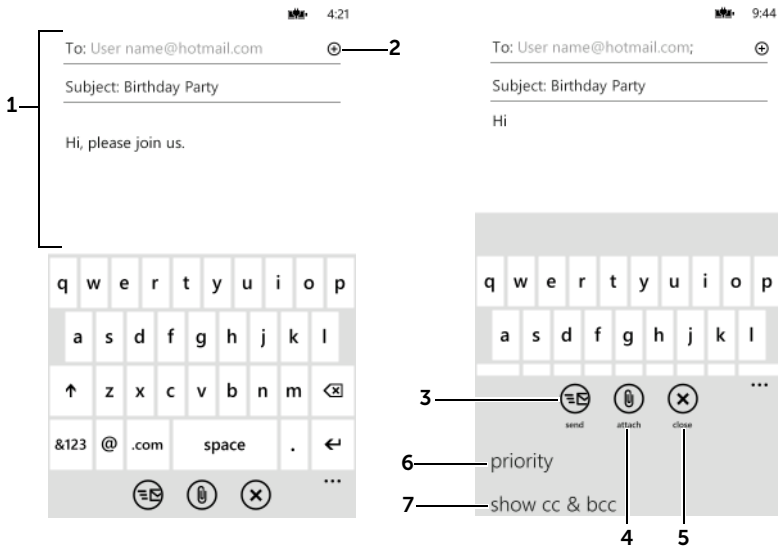 4:21
To: User name@hotmail.com
2
Subject: Birthday Party
1
Hi, please join us.
q w e r t y u i o p
a s d f g h j k l
z x c v b n m
&123 @ .com space .
...
9:44
To: User name@hotmail.com;
Subject: Birthday Party
Hi
q w e r t y u i o p
a s d f g h j k l
...
3
send attach close
6 priority
7 show cc & bcc
4 5